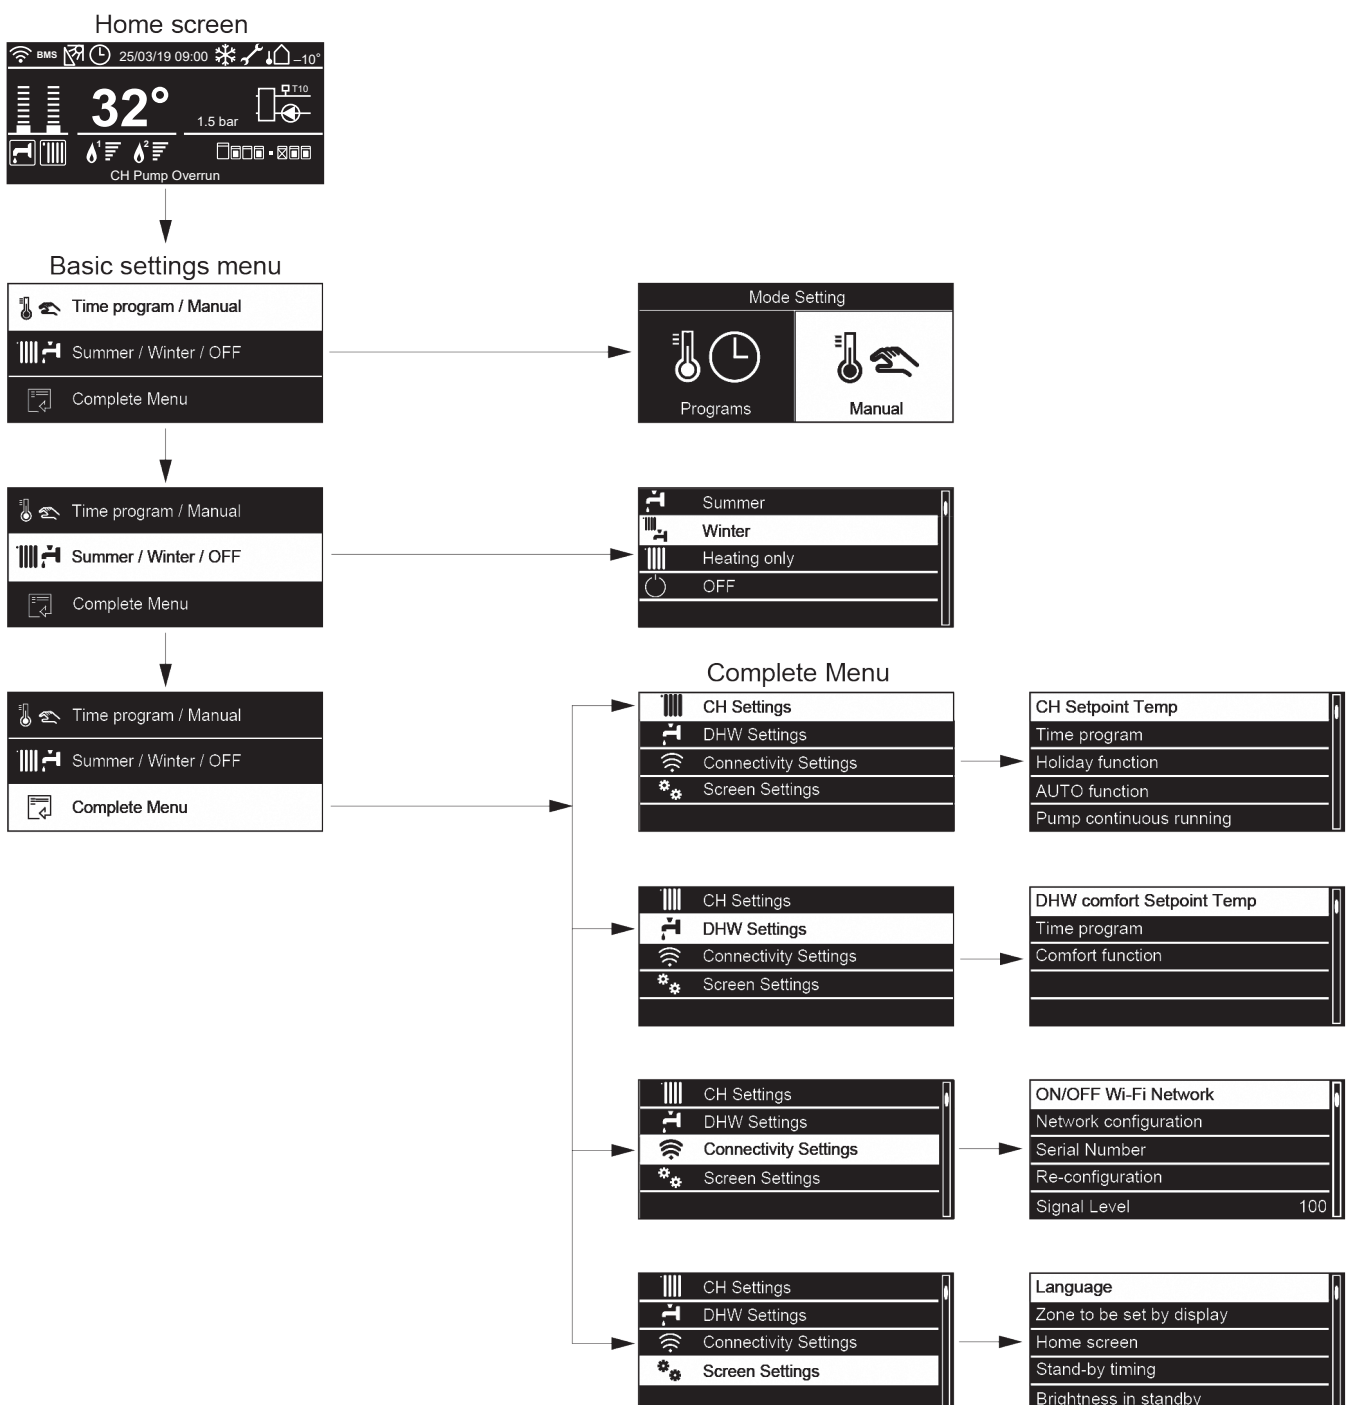 Home screen
BMS 25/03/19 09:00 –10°
32° T10
1.5 bar
1 2
CH Pump Overrun
Basic settings menu
Time program / Manual
Summer / Winter / OFF
Complete Menu
Mode Setting
Programs Manual
Time program / Manual
Summer / Winter / OFF
Complete Menu
Summer
Winter
Heating only
OFF
Time program / Manual
Summer / Winter / OFF
Complete Menu
Complete Menu
CH Settings
DHW Settings
Connectivity Settings
Screen Settings
CH Setpoint Temp
Time program
Holiday function
AUTO function
Pump continuous running
CH Settings
DHW Settings
Connectivity Settings
Screen Settings
DHW comfort Setpoint Temp
Time program
Comfort function
CH Settings
DHW Settings
Connectivity Settings
Screen Settings
ON/OFF Wi-Fi Network
Network configuration
Serial Number
Re-configuration
Signal Level 100
CH Settings
DHW Settings
Connectivity Settings
Screen Settings
Language
Zone to be set by display
Home screen
Stand-by timing
Brightness in standby